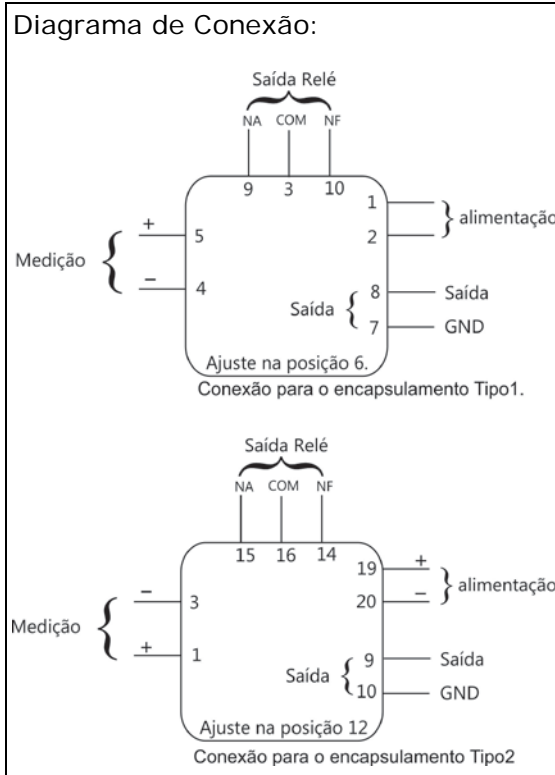 Diagrama de Conexão:
Saída Relé
NA COM NF
9 3 10
1
alimentação
2
+
5
Medição
−
4
8 Saída
Saída
7 GND
Ajuste na posição 6.
Conexão para o encapsulamento Tipo1.
Saída Relé
NA COM NF
15 16 14
19 +
alimentação
20 −
−
3
Medição
+
1
9 Saída
Saída
10 GND
Ajuste na posição 12
Conexão para o encapsulamento Tipo2